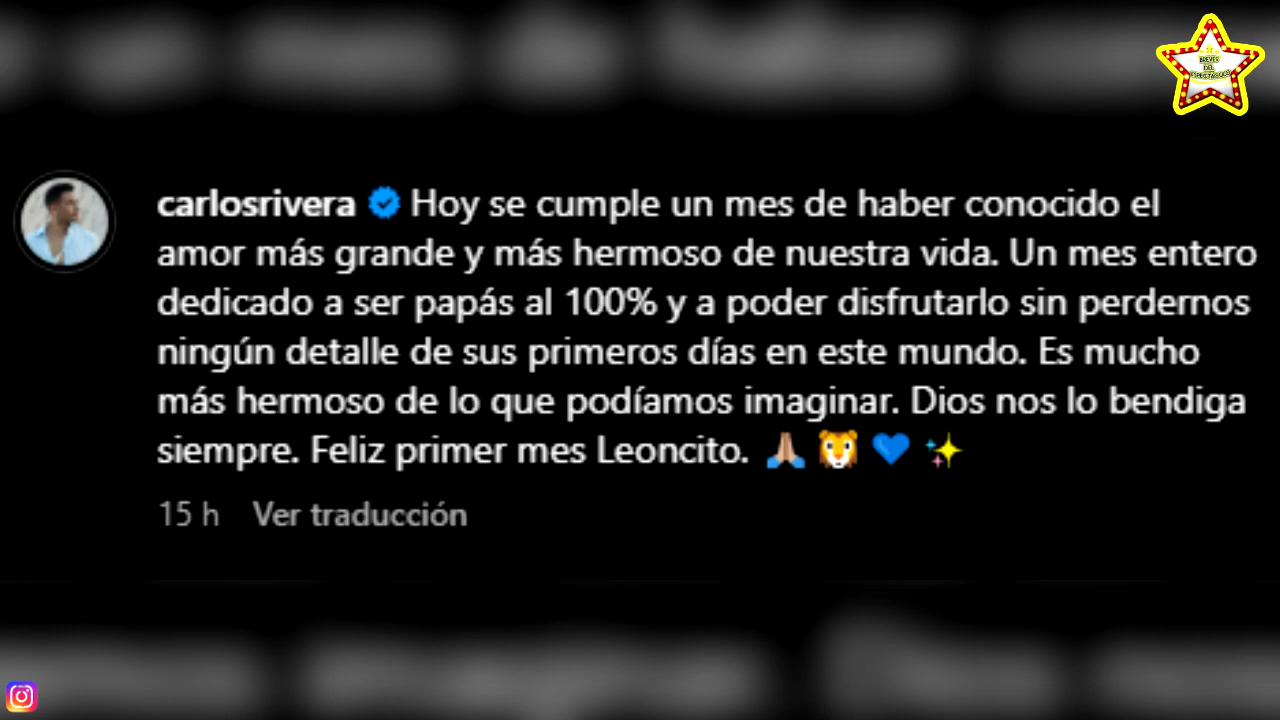 BREVES
DEL
ESPECTÁCULO
carlosrivera Hoy se cumple un mes de haber conocido el
amor más grande y más hermoso de nuestra vida. Un mes entero
dedicado a ser papás al 100% y a poder disfrutarlo sin perdernos
ningún detalle de sus primeros días en este mundo. Es mucho
más hermoso de lo que podíamos imaginar. Dios nos lo bendiga
siempre. Feliz primer mes Leoncito. 🙏🏼 🦁 💙 ✨
15 h Ver traducción